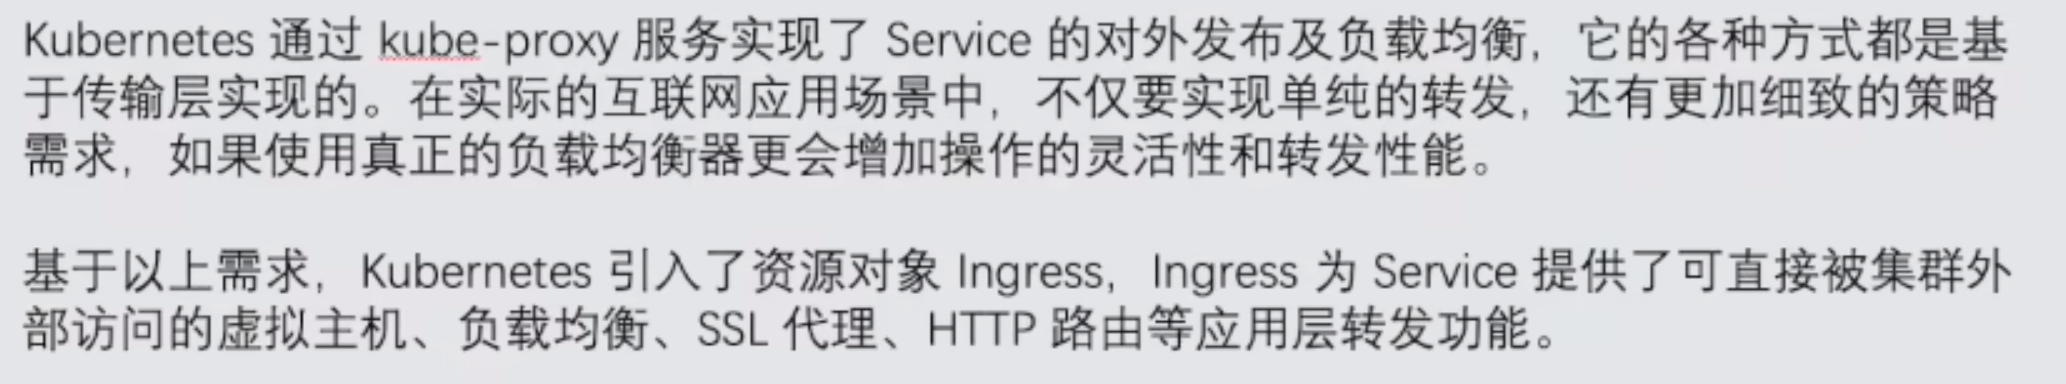 Kubernetes 通过 kube-proxy 服务实现了 Service 的对外发布及负载均衡，它的各种方式都是基
于传输层实现的。在实际的互联网应用场景中，不仅要实现单纯的转发，还有更加细致的策略
需求，如果使用真正的负载均衡器更会增加操作的灵活性和转发性能。
基于以上需求，Kubernetes 引入了资源对象 Ingress，Ingress 为 Service 提供了可直接被集群外
部访问的虚拟主机、负载均衡、SSL 代理、HTTP 路由等应用层转发功能。